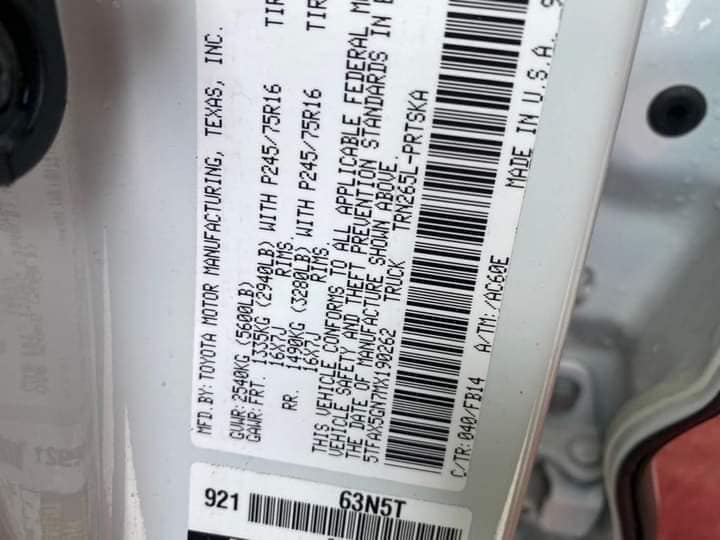 MFD. BY: TOYOTA MOTOR MANUFACTURING, TEXAS, INC.
GVWR: 2540KG (5600LB)
GAWR: FRT. 1335KG (2940LB) WITH P245/75R16 TIR
16X7J RIMS
RR. 1490KG (3280LB) WITH P245/75R16 TIR
16X7J RIMS
THIS VEHICLE CONFORMS TO ALL APPLICABLE FEDERAL M
VEHICLE SAFETY AND THEFT PREVENTION STANDARDS IN E
THE DATE OF MANUFACTURE SHOWN ABOVE.
5TFAX5GN7MX190262 TRUCK TRN265L-PRTSKA
C/TR: 040/FB14 A/TM: /AC60E MADE IN U.S.A. 9
921 63N5T